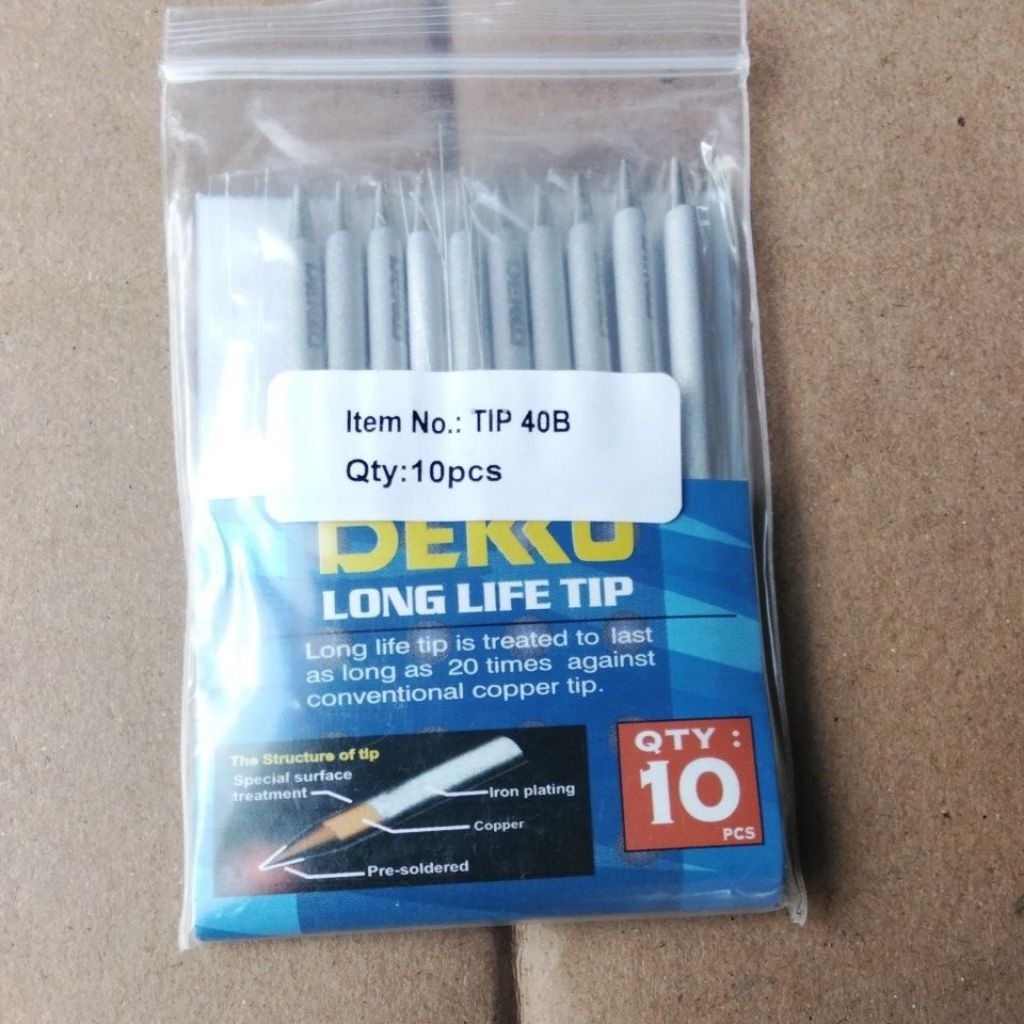 Item No.: TIP 40B
Qty:10pcs
DEKKO
LONG LIFE TIP
Long life tip is treated to last
as long as 20 times against
conventional copper tip.
The Structure of tip
Special surface
treatment
Iron plating
Copper
Pre-soldered
QTY :
10
PCS